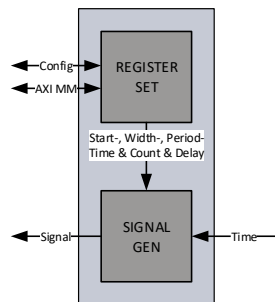 REGISTER
SET
Config
AXI MM
Start-, Width-, Period-
Time & Count & Delay
SIGNAL
GEN
Signal
Time